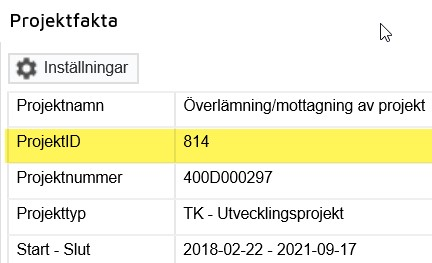 Projektfakta
Inställningar
Projektnamn Överlämning/mottagning av projekt
ProjektID 814
Projektnummer 400D000297
Projekttyp TK - Utvecklingsprojekt
Start - Slut 2018-02-22 - 2021-09-17